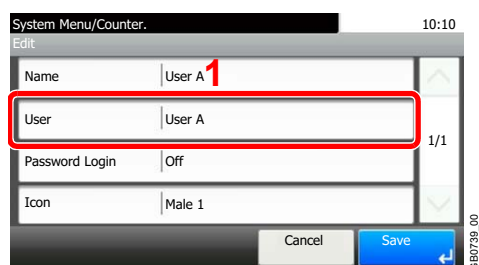 System Menu/Counter. 10:10
Edit
Name User A 1
User User A
1/1
Password Login Off
Icon Male 1
Cancel Save
GB0739_00